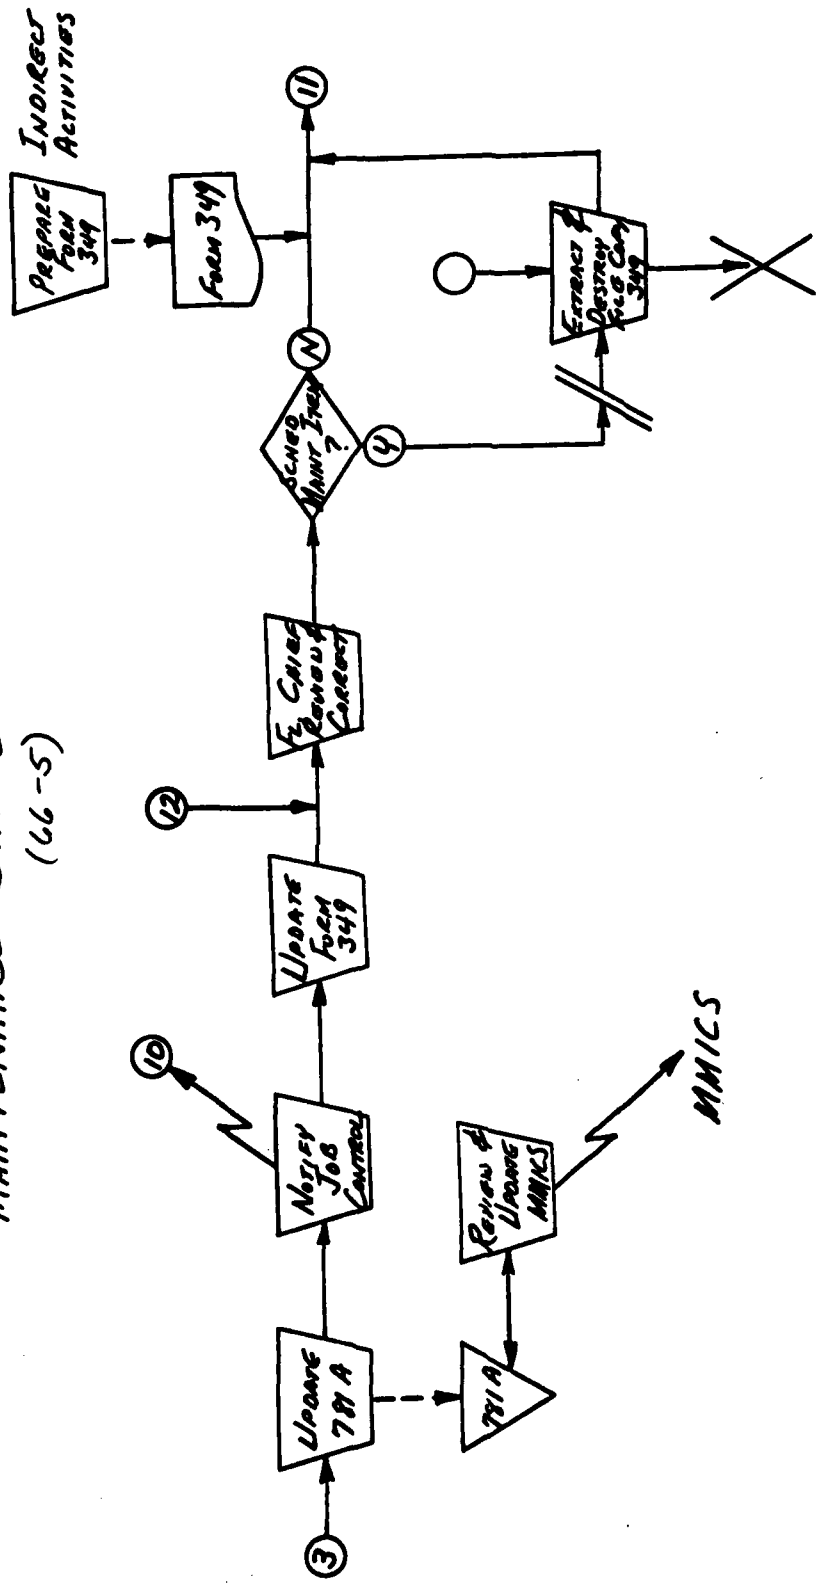 (66-5)
3
UPDATE
781 A
781 A
REVIEW &
UPDATE
MMICS
MMICS
NOTIFY
JOB
CONTROL
10
UPDATE
FORM
349
12
FL. CHIEF
REVIEW &
CORRECT
SCHED
MAINT ITEM
?
N
Y
PREPARE
FORM
349
INDIRECT
ACTIVITIES
FORM 349
11
EXTRACT &
DESTROY
FILE COPY
349